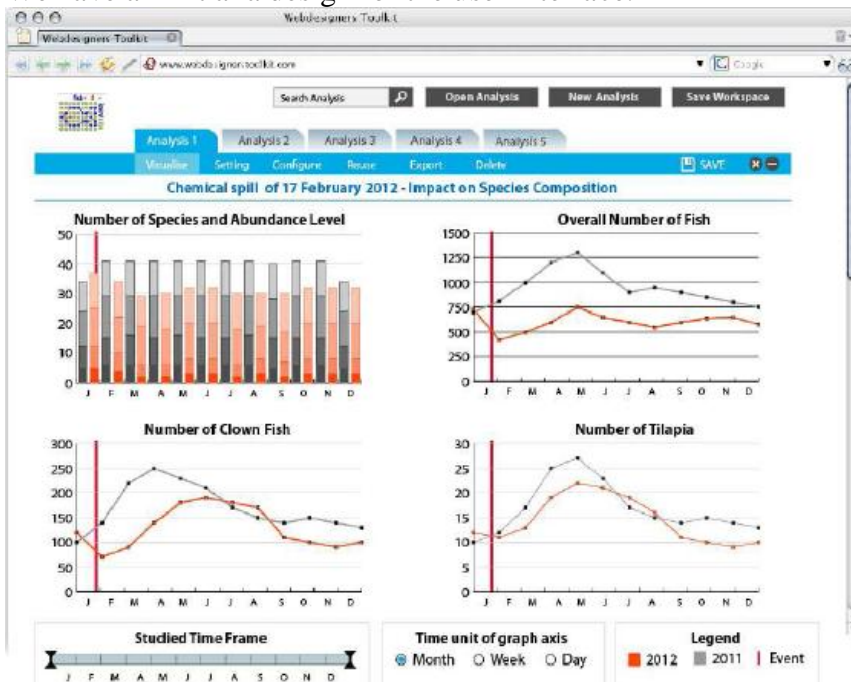 Webdesigners Toolkit
Webdesigners Toolkit
www.webdesignertoolkit.com
Google
Search Analysis
Open Analysis
New Analysis
Save Workspace
Analysis 1
Analysis 2
Analysis 3
Analysis 4
Analysis 5
Visualise
Setting
Configure
Reuse
Export
Delete
SAVE
Chemical spill of 17 February 2012 - Impact on Species Composition
Number of Species and Abundance Level
50
40
30
20
10
0
J F M A M J J A S O N D
Overall Number of Fish
1500
1250
1000
750
500
250
0
J F M A M J J A S O N D
Number of Clown Fish
300
250
200
150
100
50
0
J F M A M J J A S O N D
Number of Tilapia
30
25
20
15
10
5
0
J F M A M J J A S O N D
Studied Time Frame
J F M A M J J A S O N D
Time unit of graph axis
Month Week Day
Legend
2012 2011 Event